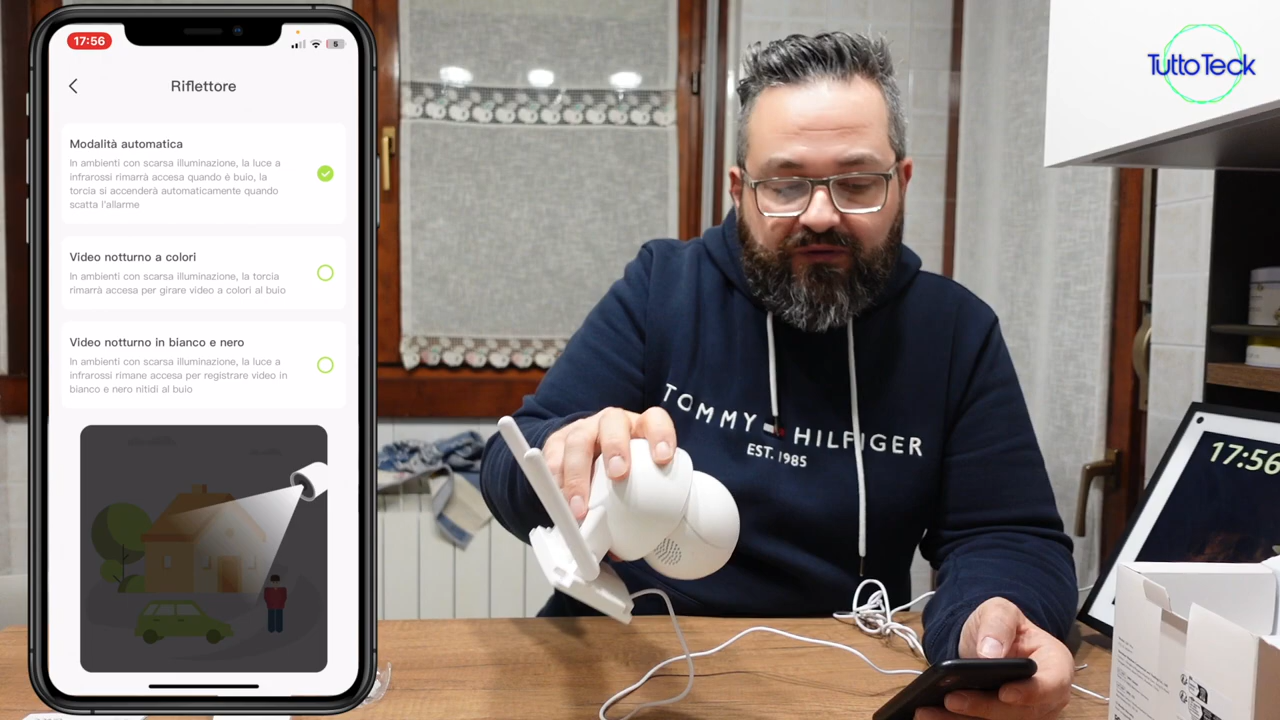 17:56
6
Riflettore
Modalità automatica
In ambienti con scarsa illuminazione, la luce a
infrarossi rimarrà accesa quando è buio, la
torcia si accenderà automaticamente quando
scatta l'allarme
Video notturno a colori
In ambienti con scarsa illuminazione, la torcia
rimarrà accesa per girare video a colori al buio
Video notturno in bianco e nero
In ambienti con scarsa illuminazione, la luce a
infrarossi rimane accesa per registrare video in
bianco e nero nitidi al buio
TuttoTeck
TOMMY HILFIGER
EST. 1985
17:56